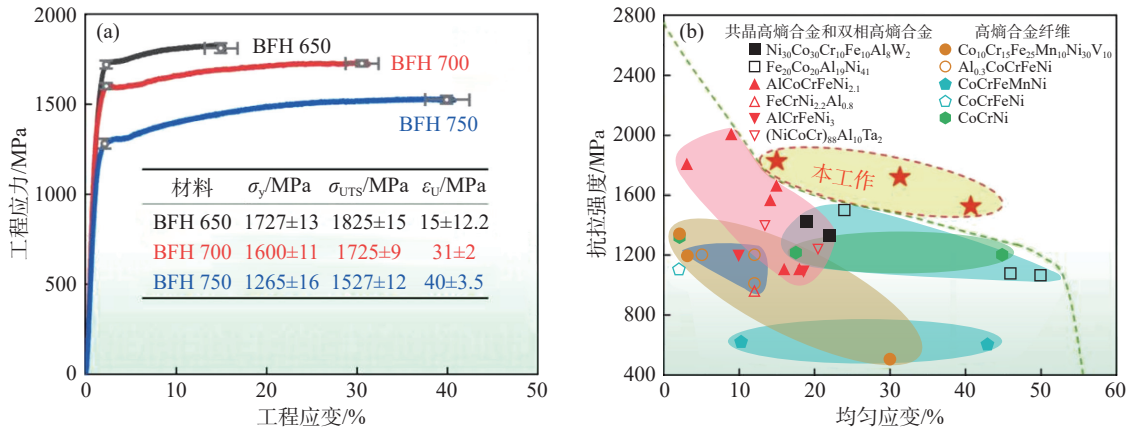 (a)
BFH 650
BFH 700
BFH 750
材料 σy/MPa σUTS/MPa εU/MPa
BFH 650 1727±13 1825±15 15±12.2
BFH 700 1600±11 1725±9 31±2
BFH 750 1265±16 1527±12 40±3.5
工程应力/MPa
2000
1500
1000
500
0
0 10 20 30 40 50
工程应变/%
(b)
共晶高熵合金和双相高熵合金
Ni30Co30Cr10Fe10Al8W2
Fe20Co20Al19Ni41
AlCoCrFeNi2.1
FeCrNi2.2Al0.8
AlCrFeNi3
(NiCoCr)88Al10Ta2
高熵合金纤维
Co10Cr15Fe25Mn10Ni30V10
Al0.3CoCrFeNi
CoCrFeMnNi
CoCrFeNi
CoCrNi
本工作
抗拉强度/MPa
2800
2400
2000
1600
1200
800
400
0 10 20 30 40 50 60
均匀应变/%